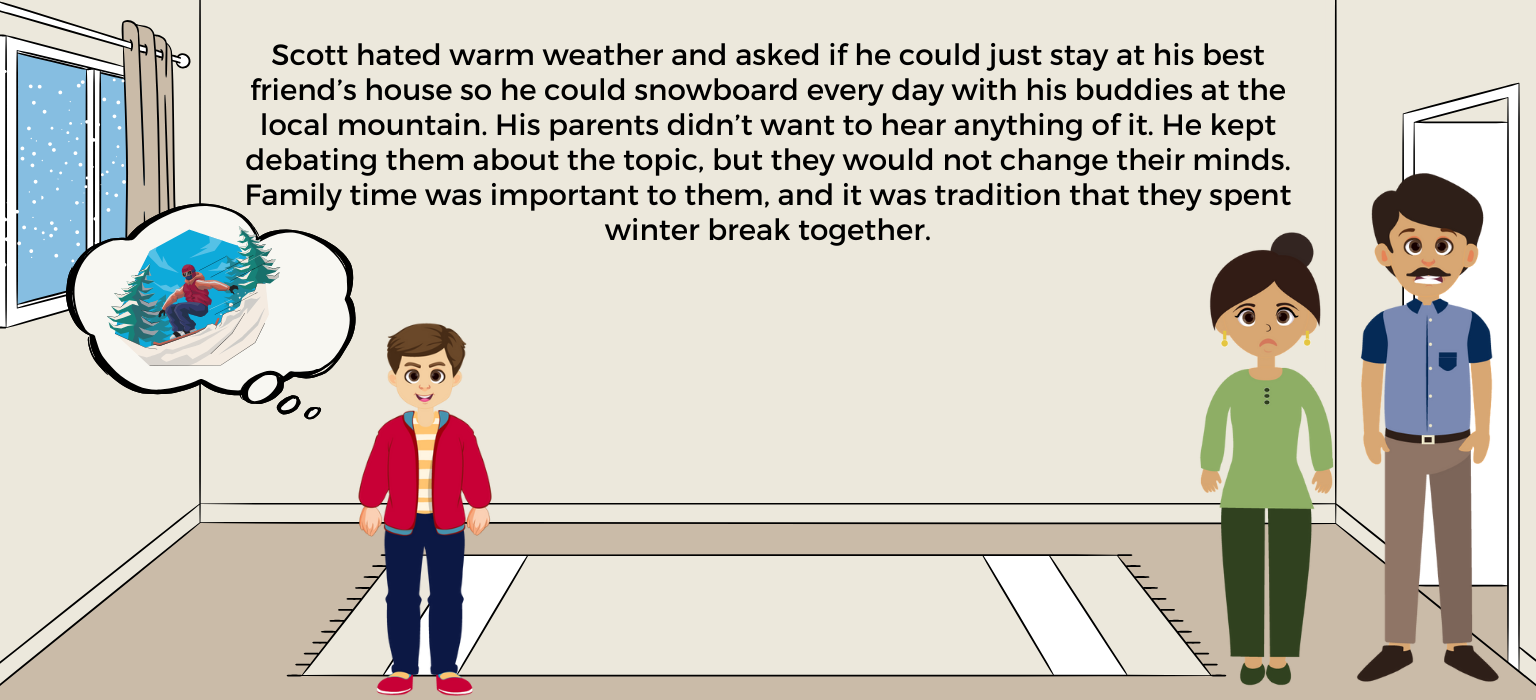 Scott hated warm weather and asked if he could just stay at his best
friend’s house so he could snowboard every day with his buddies at the
local mountain. His parents didn’t want to hear anything of it. He kept
debating them about the topic, but they would not change their minds.
Family time was important to them, and it was tradition that they spent
winter break together.